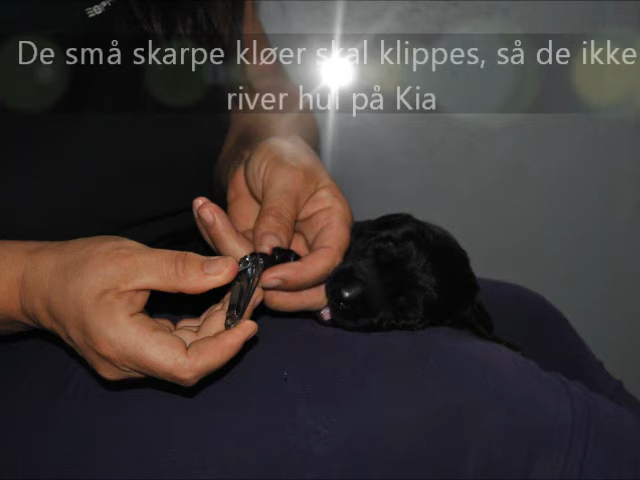 De små skarpe kløer skal klippes, så de ikke
river hul på Kia